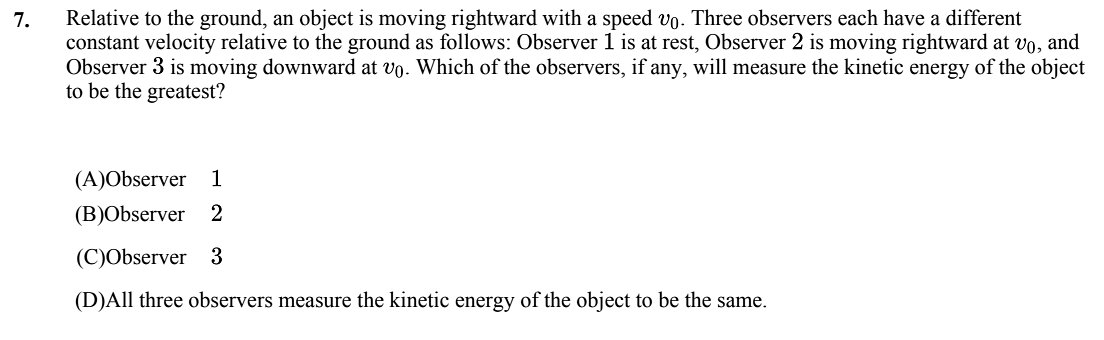 7. Relative to the ground, an object is moving rightward with a speed v₀. Three observers each have a different
constant velocity relative to the ground as follows: Observer 1 is at rest, Observer 2 is moving rightward at v₀, and
Observer 3 is moving downward at v₀. Which of the observers, if any, will measure the kinetic energy of the object
to be the greatest?
(A)Observer 1
(B)Observer 2
(C)Observer 3
(D)All three observers measure the kinetic energy of the object to be the same.